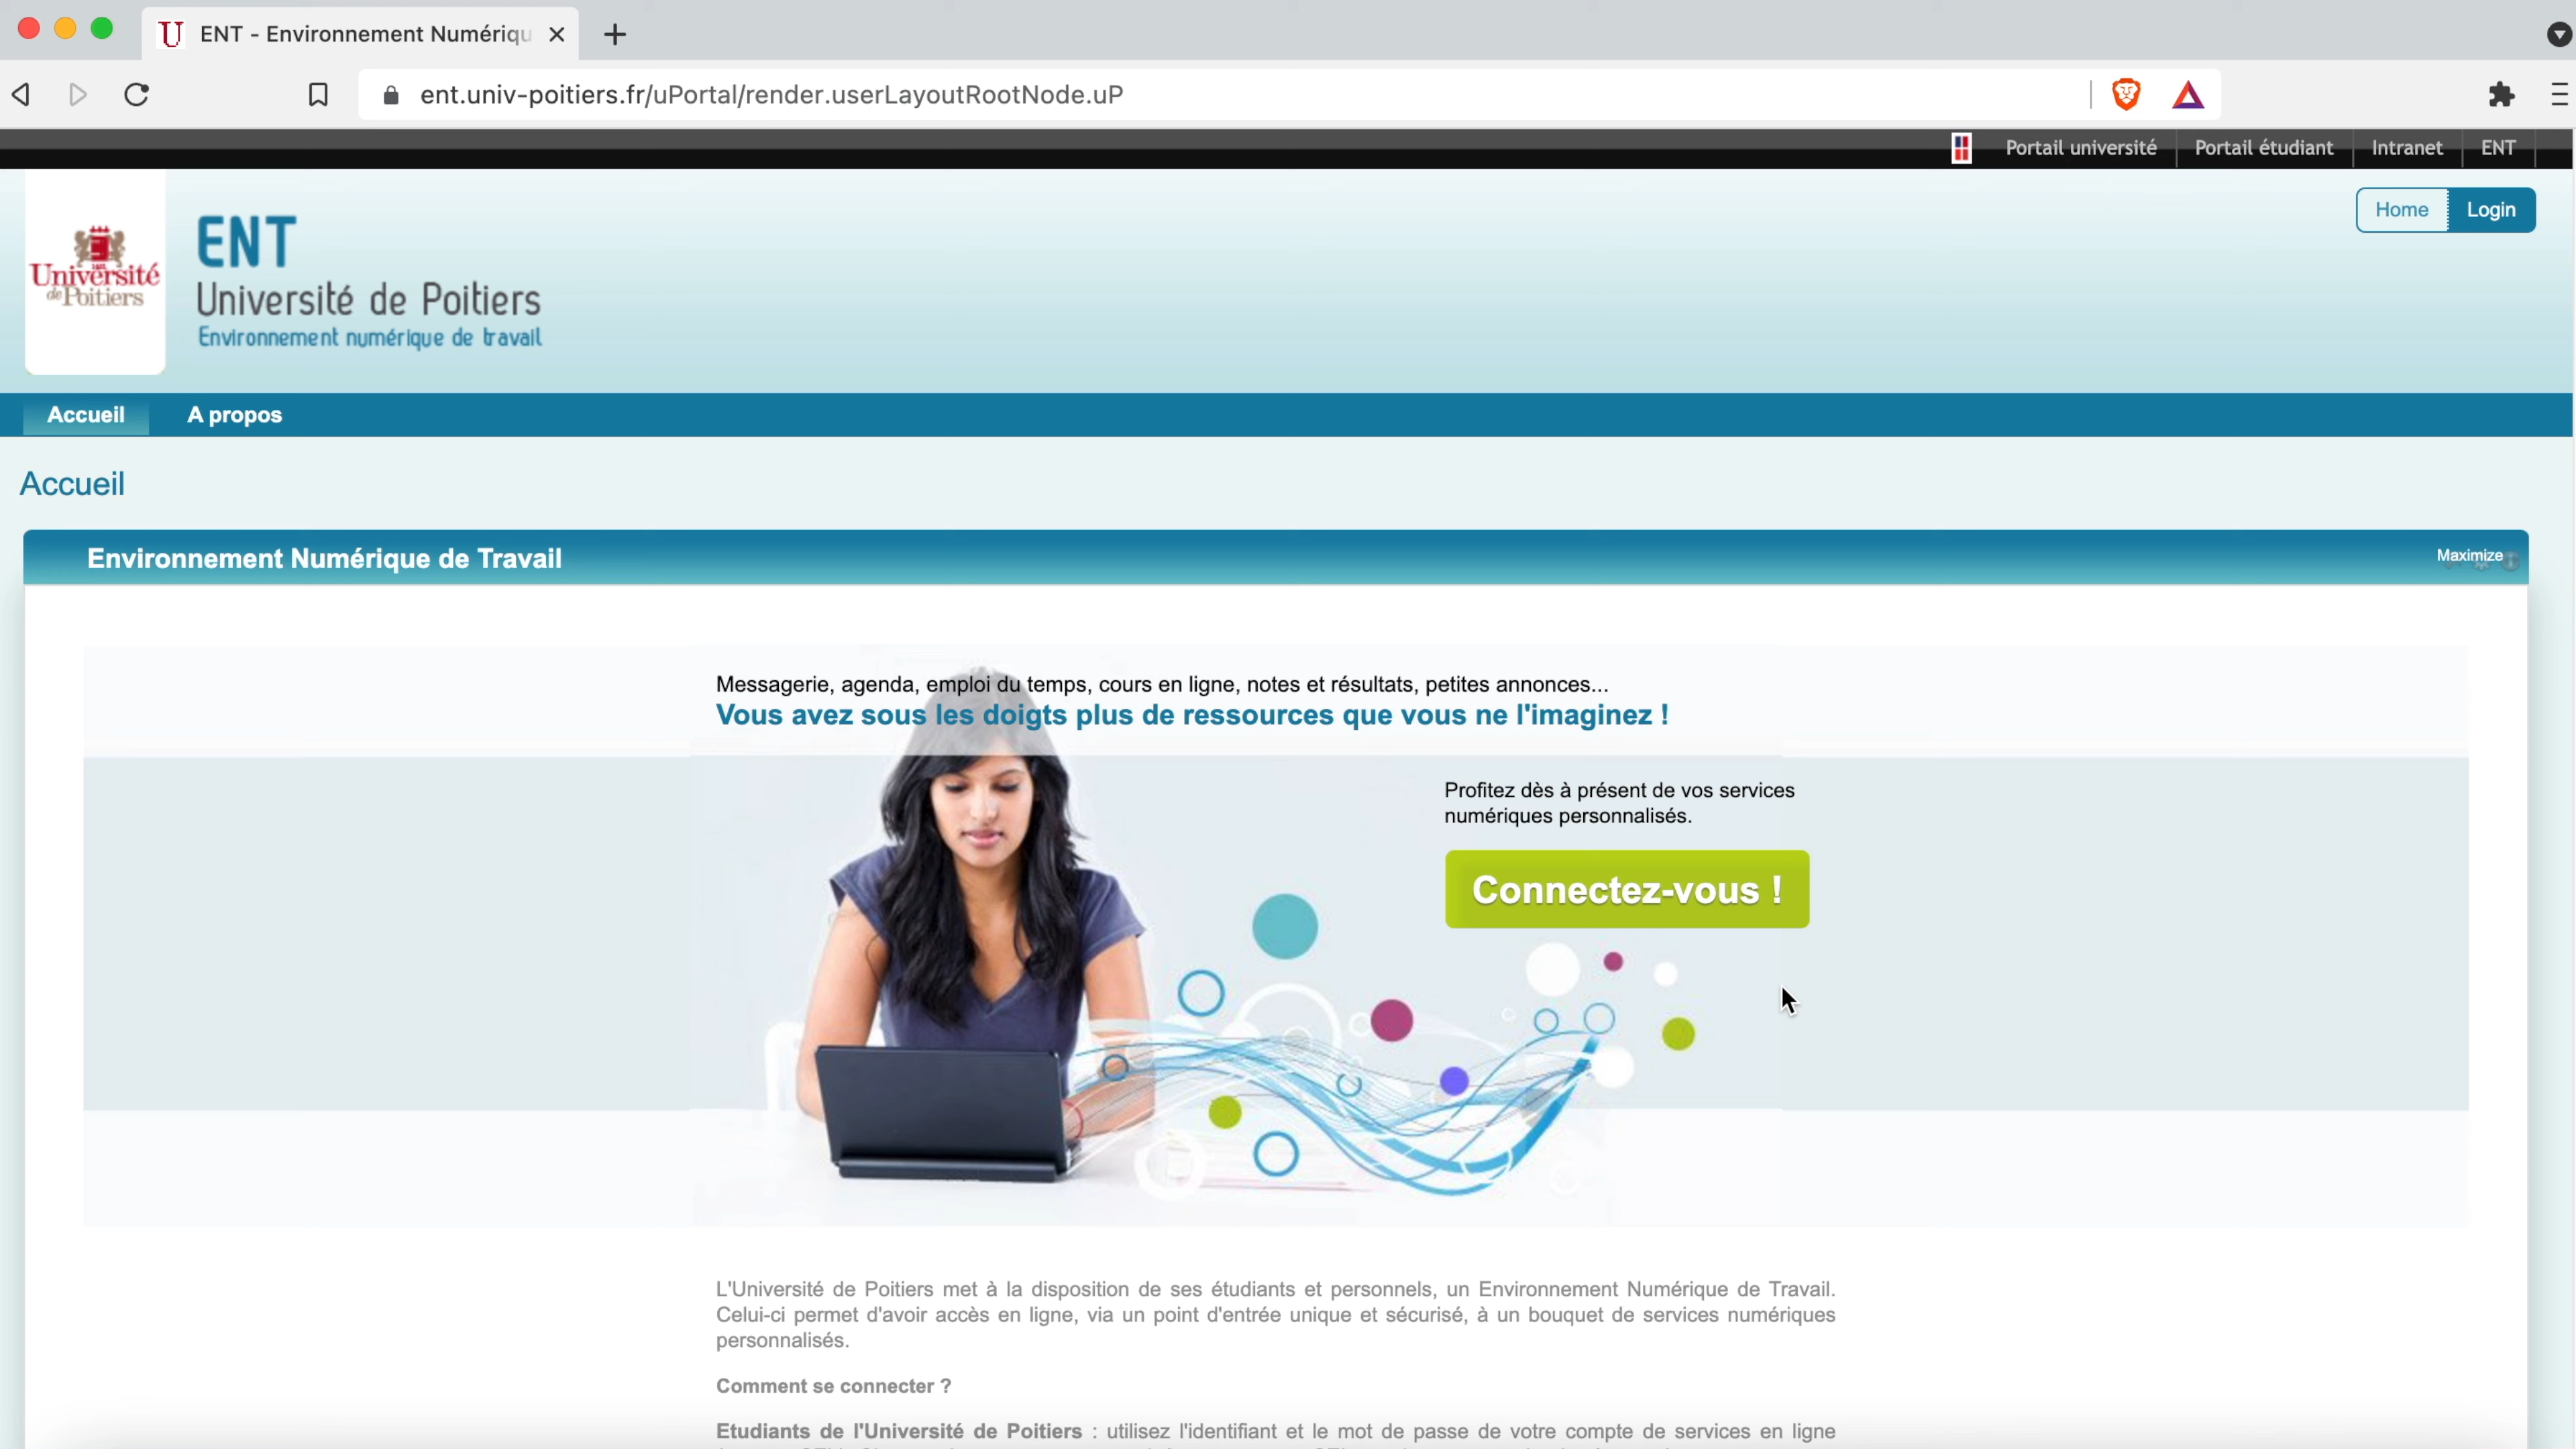 ENT - Environnement Numériqu
ent.univ-poitiers.fr/uPortal/render.userLayoutRootNode.uP
Portail université
Portail étudiant
Intranet
ENT
Home
Login
Université
de Poitiers
ENT
Université de Poitiers
Environnement numérique de travail
Accueil
A propos
Accueil
Environnement Numérique de Travail
Maximize
Messagerie, agenda, emploi du temps, cours en ligne, notes et résultats, petites annonces...
Vous avez sous les doigts plus de ressources que vous ne l'imaginez !
Profitez dès à présent de vos services
numériques personnalisés.
Connectez-vous !
L'Université de Poitiers met à la disposition de ses étudiants et personnels, un Environnement Numérique de Travail.
Celui-ci permet d'avoir accès en ligne, via un point d'entrée unique et sécurisé, à un bouquet de services numériques
personnalisés.
Comment se connecter ?
Etudiants de l'Université de Poitiers : utilisez l'identifiant et le mot de passe de votre compte de services en ligne